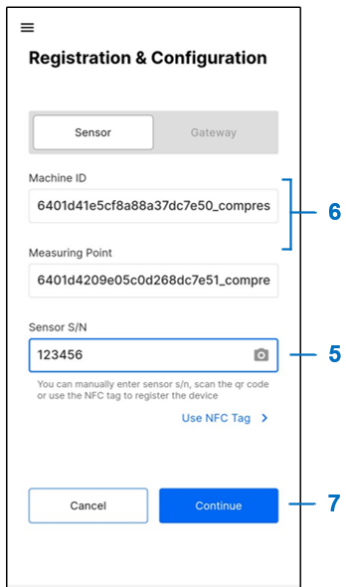 Registration & Configuration
Sensor
Gateway
Machine ID
6401d41e5cf8a88a37dc7e50_compres
6
Measuring Point
6401d4209e05c0d268dc7e51_compre
Sensor S/N
123456
5
You can manually enter sensor s/n, scan the qr code
or use the NFC tag to register the device
Use NFC Tag >
Cancel
Continue
7